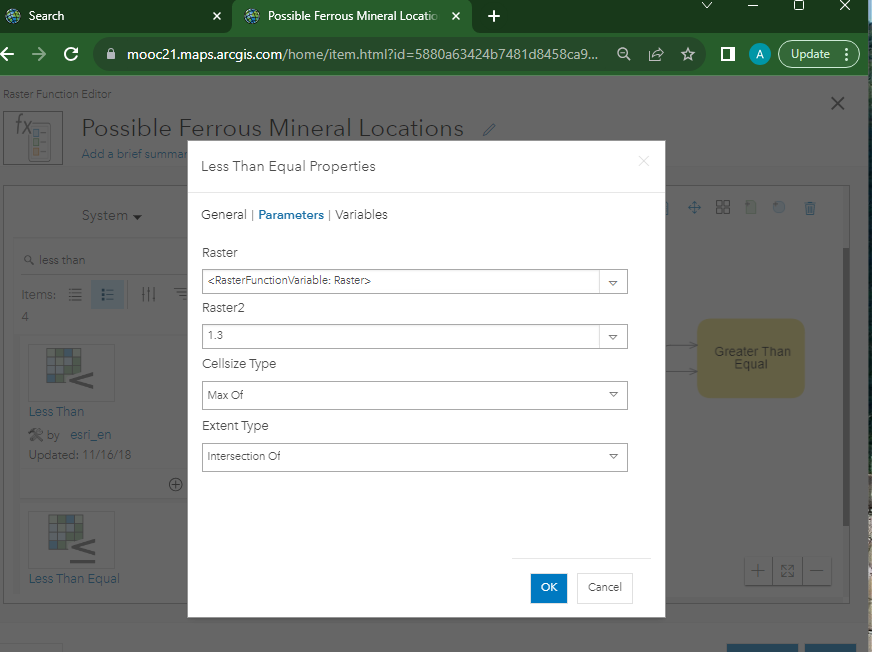 Search
Possible Ferrous Mineral Locatio
mooc21.maps.arcgis.com/home/item.html?id=5880a63424b7481d8458ca9...
A
Update
Raster Function Editor
fx
Possible Ferrous Mineral Locations
Add a brief summar
System
less than
Items:
4
Less Than
by esri_en
Updated: 11/16/18
Less Than Equal
Less Than Equal Properties
General | Parameters | Variables
Raster
<RasterFunctionVariable: Raster>
Raster2
1.3
Cellsize Type
Max Of
Extent Type
Intersection Of
OK
Cancel
Greater Than
Equal